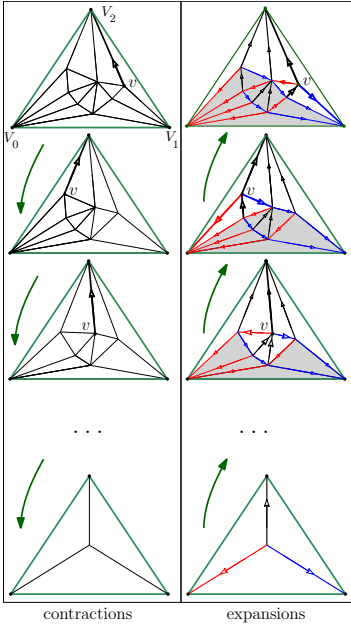 V₂
v
V₀ V₁
v
v
v
v
v
. . . . . .
contractions expansions